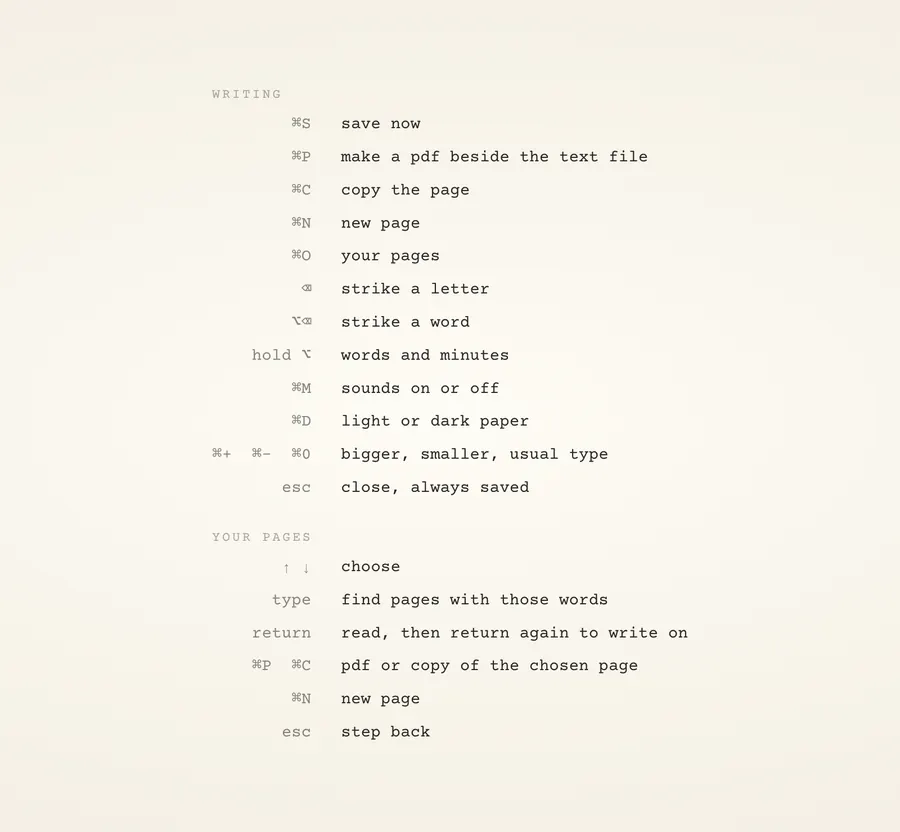 WRITING
⌘S save now
⌘P make a pdf beside the text file
⌘C copy the page
⌘N new page
⌘O your pages
⌫ strike a letter
⌥⌫ strike a word
hold ⌥ words and minutes
⌘M sounds on or off
⌘D light or dark paper
⌘+ ⌘− ⌘0 bigger, smaller, usual type
esc close, always saved
YOUR PAGES
↑ ↓ choose
type find pages with those words
return read, then return again to write on
⌘P ⌘C pdf or copy of the chosen page
⌘N new page
esc step back